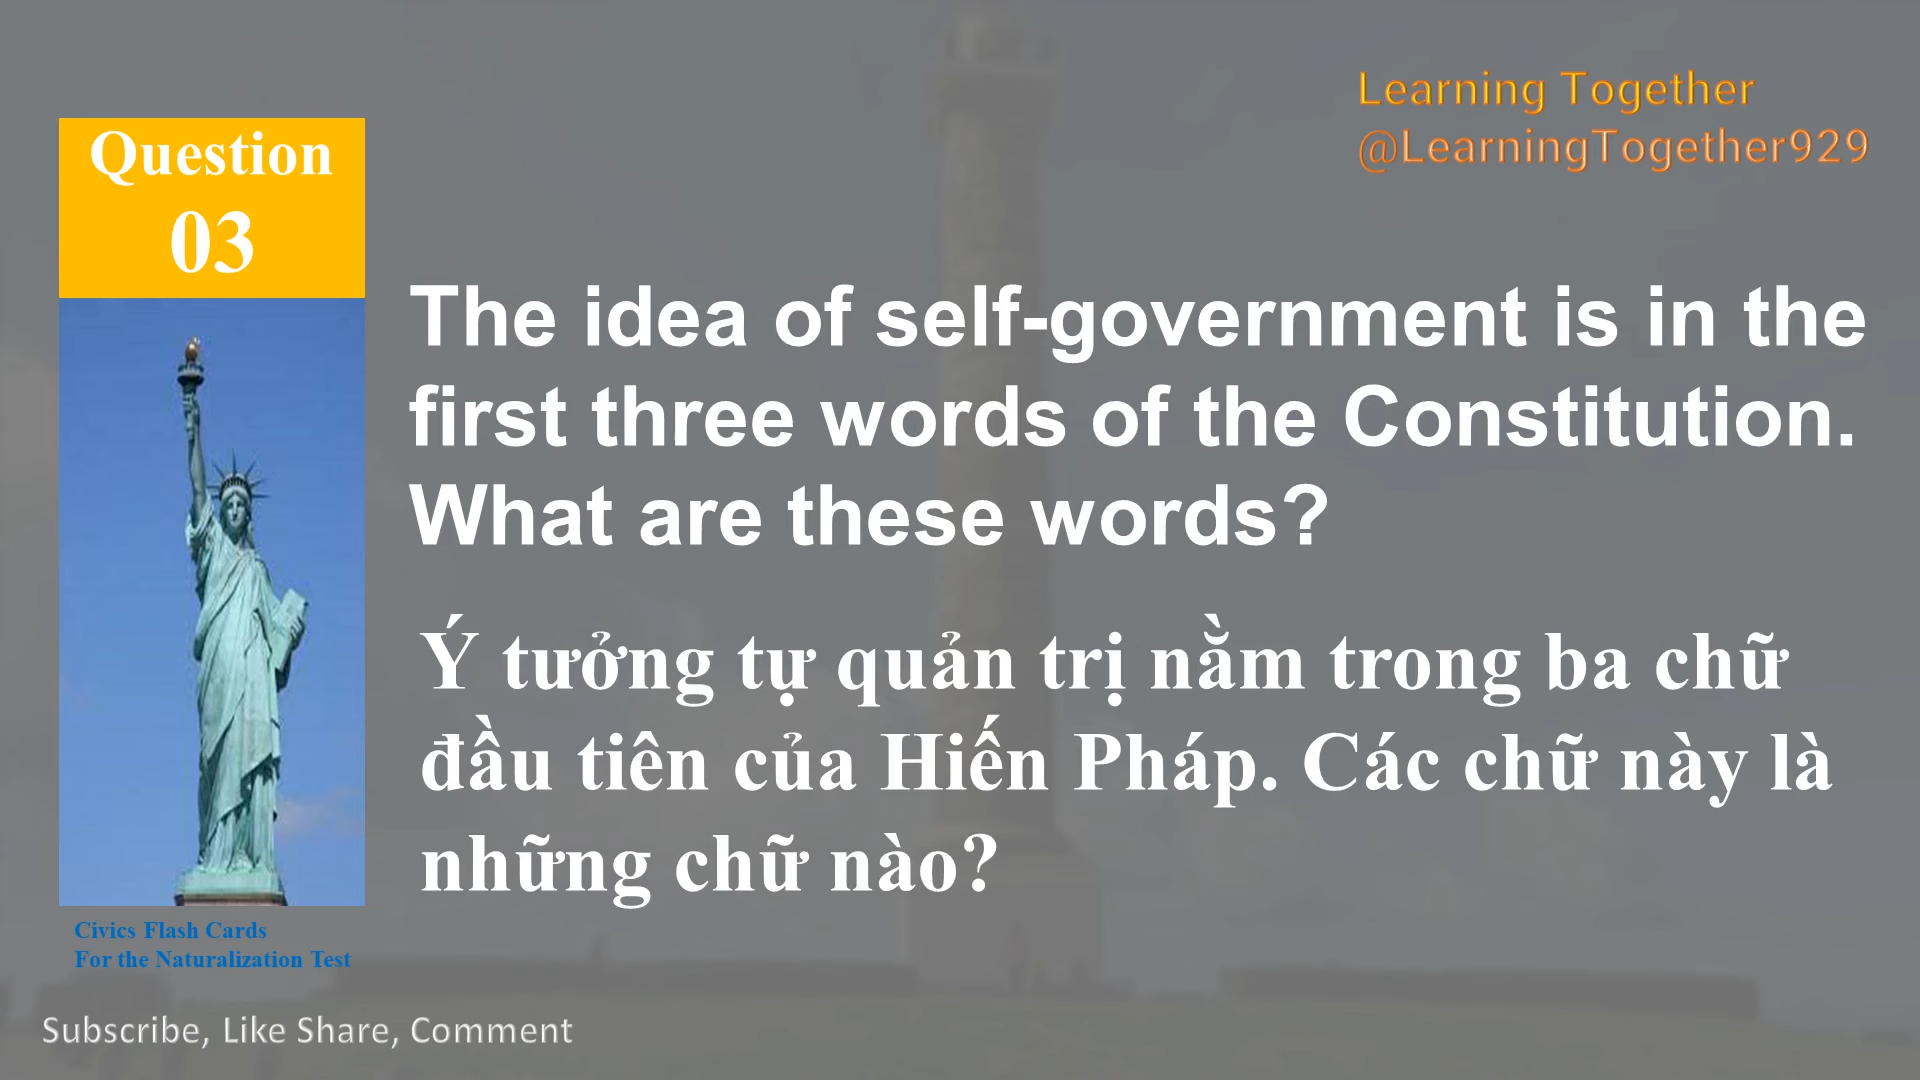 Learning Together
@LearningTogether929
Question
03
The idea of self-government is in the
first three words of the Constitution.
What are these words?
Ý tưởng tự quản trị nằm trong ba chữ
đầu tiên của Hiến Pháp. Các chữ này là
những chữ nào?
Civics Flash Cards
For the Naturalization Test
Subscribe, Like Share, Comment